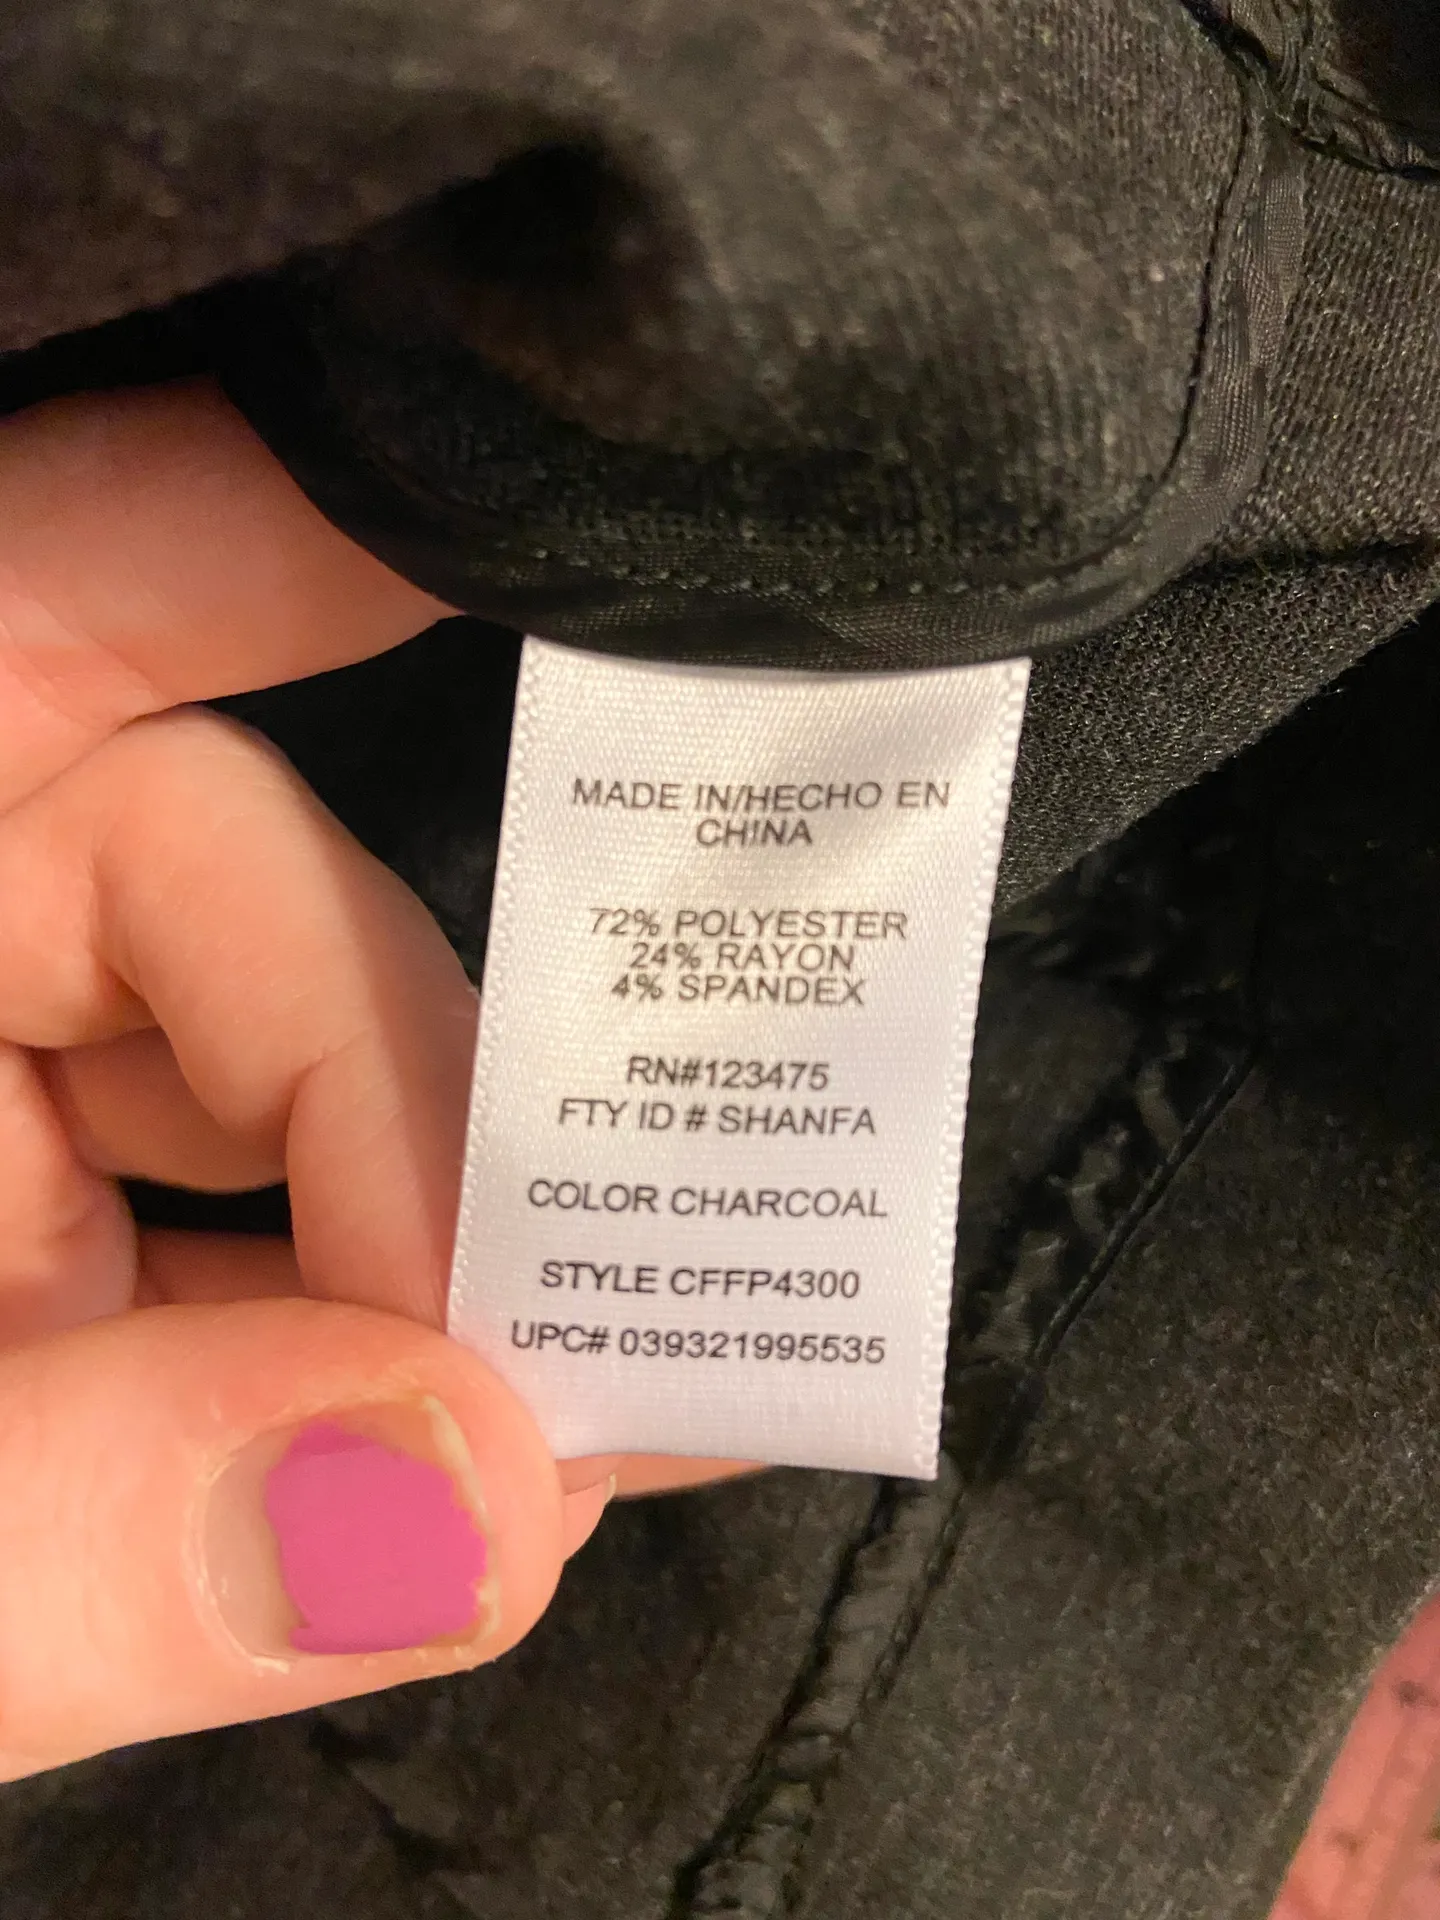 MADE IN/HECHO EN
CHINA
72% POLYESTER
24% RAYON
4% SPANDEX
RN#123475
FTY ID # SHANFA
COLOR CHARCOAL
STYLE CFFP4300
UPC# 039321995535